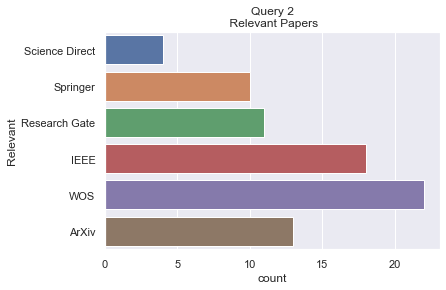 Query 2
Relevant Papers
Science Direct
Springer
Research Gate
IEEE
WOS
ArXiv
Relevant
0 5 10 15 20
count